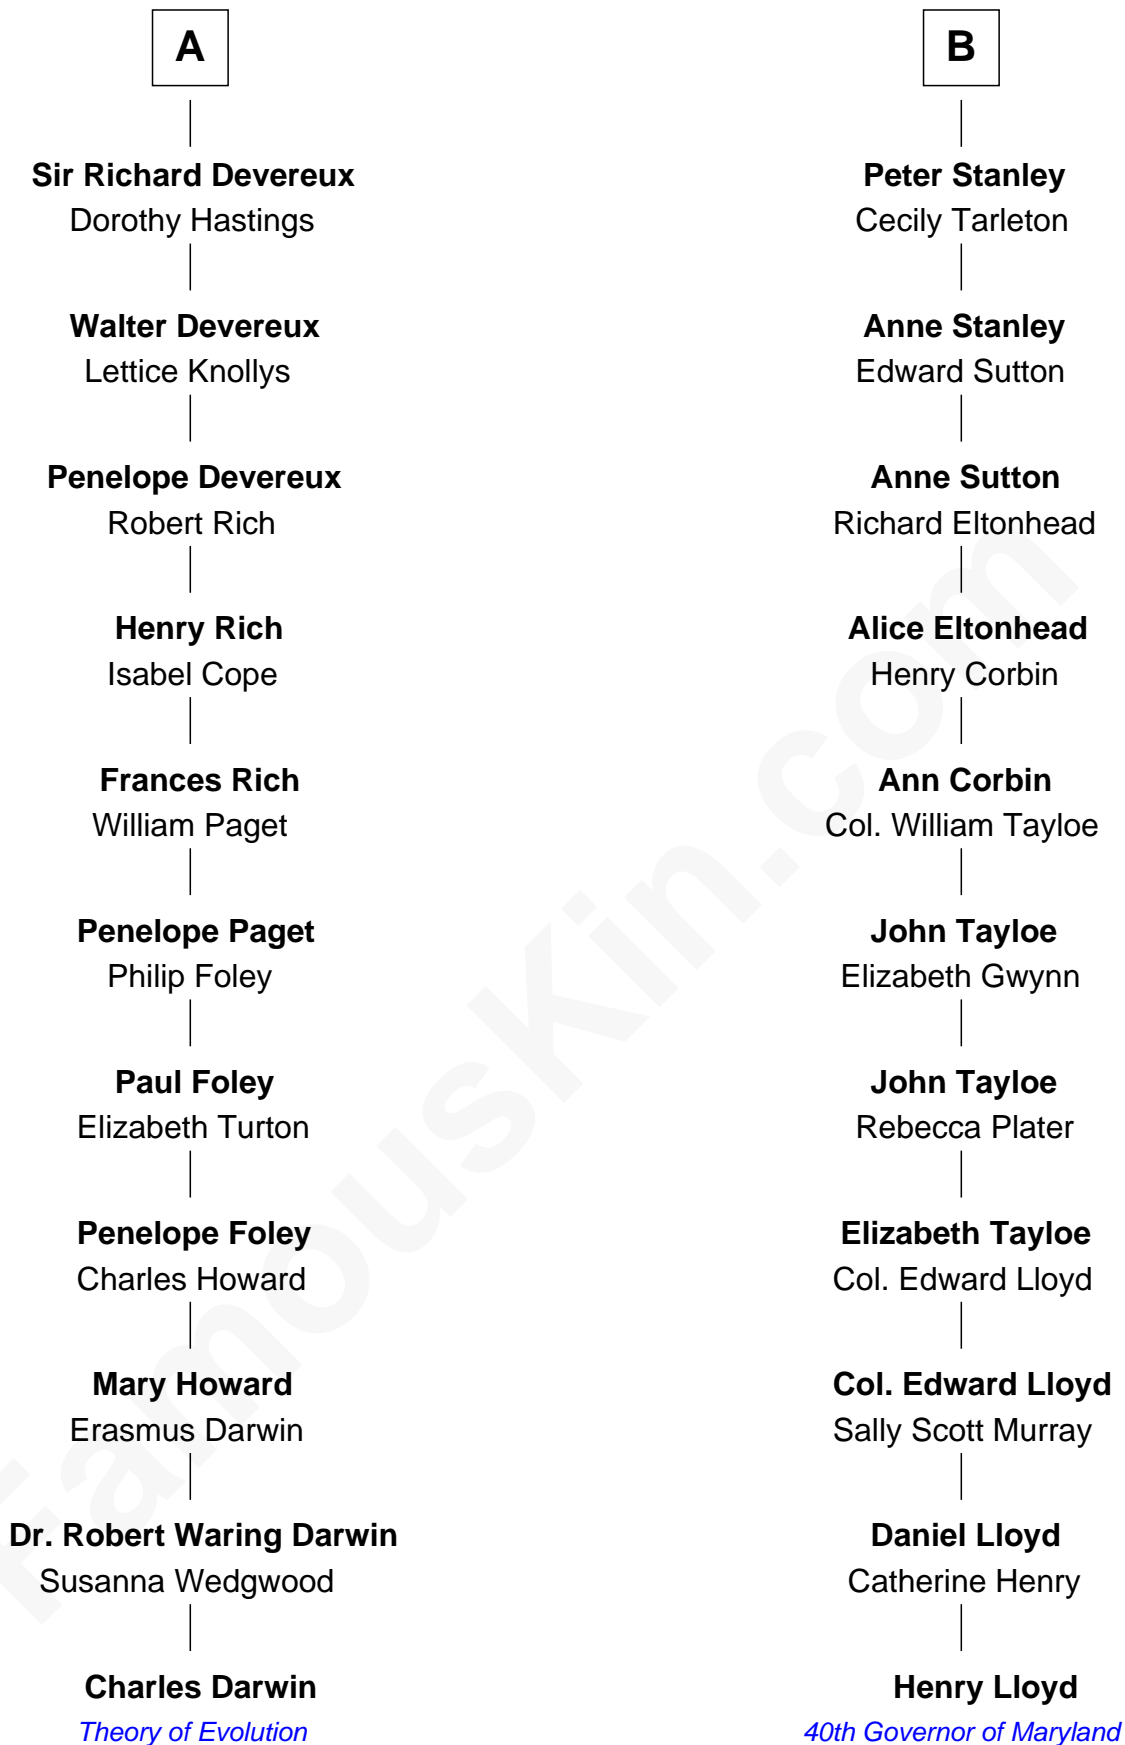 A
Sir Richard Devereux
Dorothy Hastings
Walter Devereux
Lettice Knollys
Penelope Devereux
Robert Rich
Henry Rich
Isabel Cope
Frances Rich
William Paget
Penelope Paget
Philip Foley
Paul Foley
Elizabeth Turton
Penelope Foley
Charles Howard
Mary Howard
Erasmus Darwin
Dr. Robert Waring Darwin
Susanna Wedgwood
Charles Darwin
Theory of Evolution
B
Peter Stanley
Cecily Tarleton
Anne Stanley
Edward Sutton
Anne Sutton
Richard Eltonhead
Alice Eltonhead
Henry Corbin
Ann Corbin
Col. William Tayloe
John Tayloe
Elizabeth Gwynn
John Tayloe
Rebecca Plater
Elizabeth Tayloe
Col. Edward Lloyd
Col. Edward Lloyd
Sally Scott Murray
Daniel Lloyd
Catherine Henry
Henry Lloyd
40th Governor of Maryland
FamousKin.com